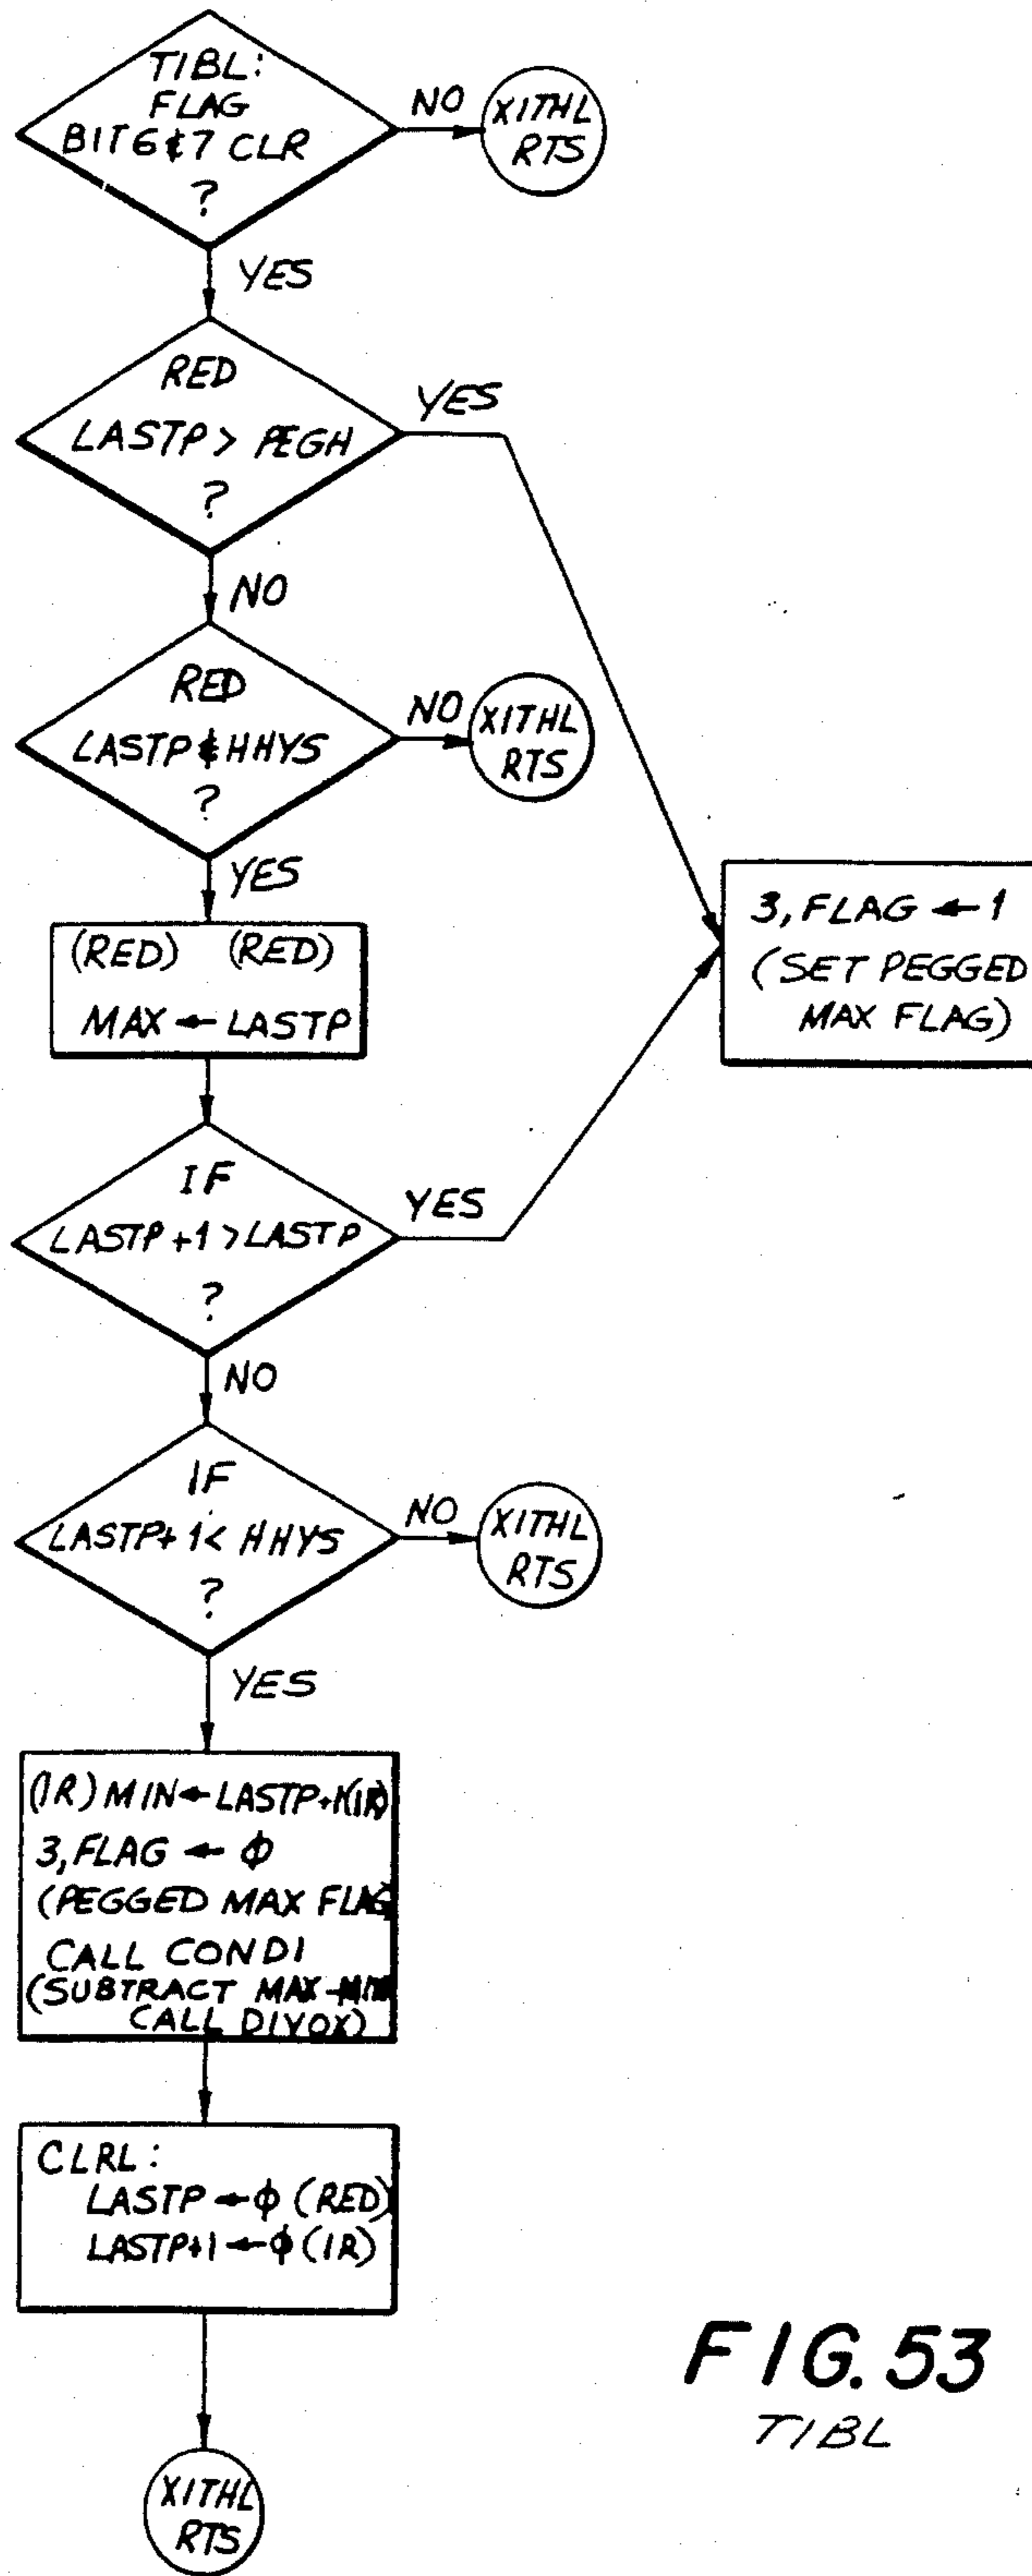 TIBL:
FLAG
BIT 6 & 7 CLR
?
NO
XITHL
RTS
YES
RED
LASTP > PEGH
?
YES
NO
RED
LASTP & HHYS
?
NO
XITHL
RTS
YES
(RED) (RED)
MAX ← LASTP
3, FLAG ← 1
(SET PEGGED
MAX FLAG)
IF
LASTP +1 > LASTP
?
YES
NO
IF
LASTP+1 < HHYS
?
NO
XITHL
RTS
YES
(IR) MIN ← LASTP+1(IR)
3, FLAG ← ϕ
(PEGGED MAX FLAG
CALL CONDI
(SUBTRACT MAX-MIN
CALL DIVOX)
CLRL:
LASTP ← ϕ (RED)
LASTP+1 ← ϕ (IR)
XITHL
RTS
FIG. 53
TIBL